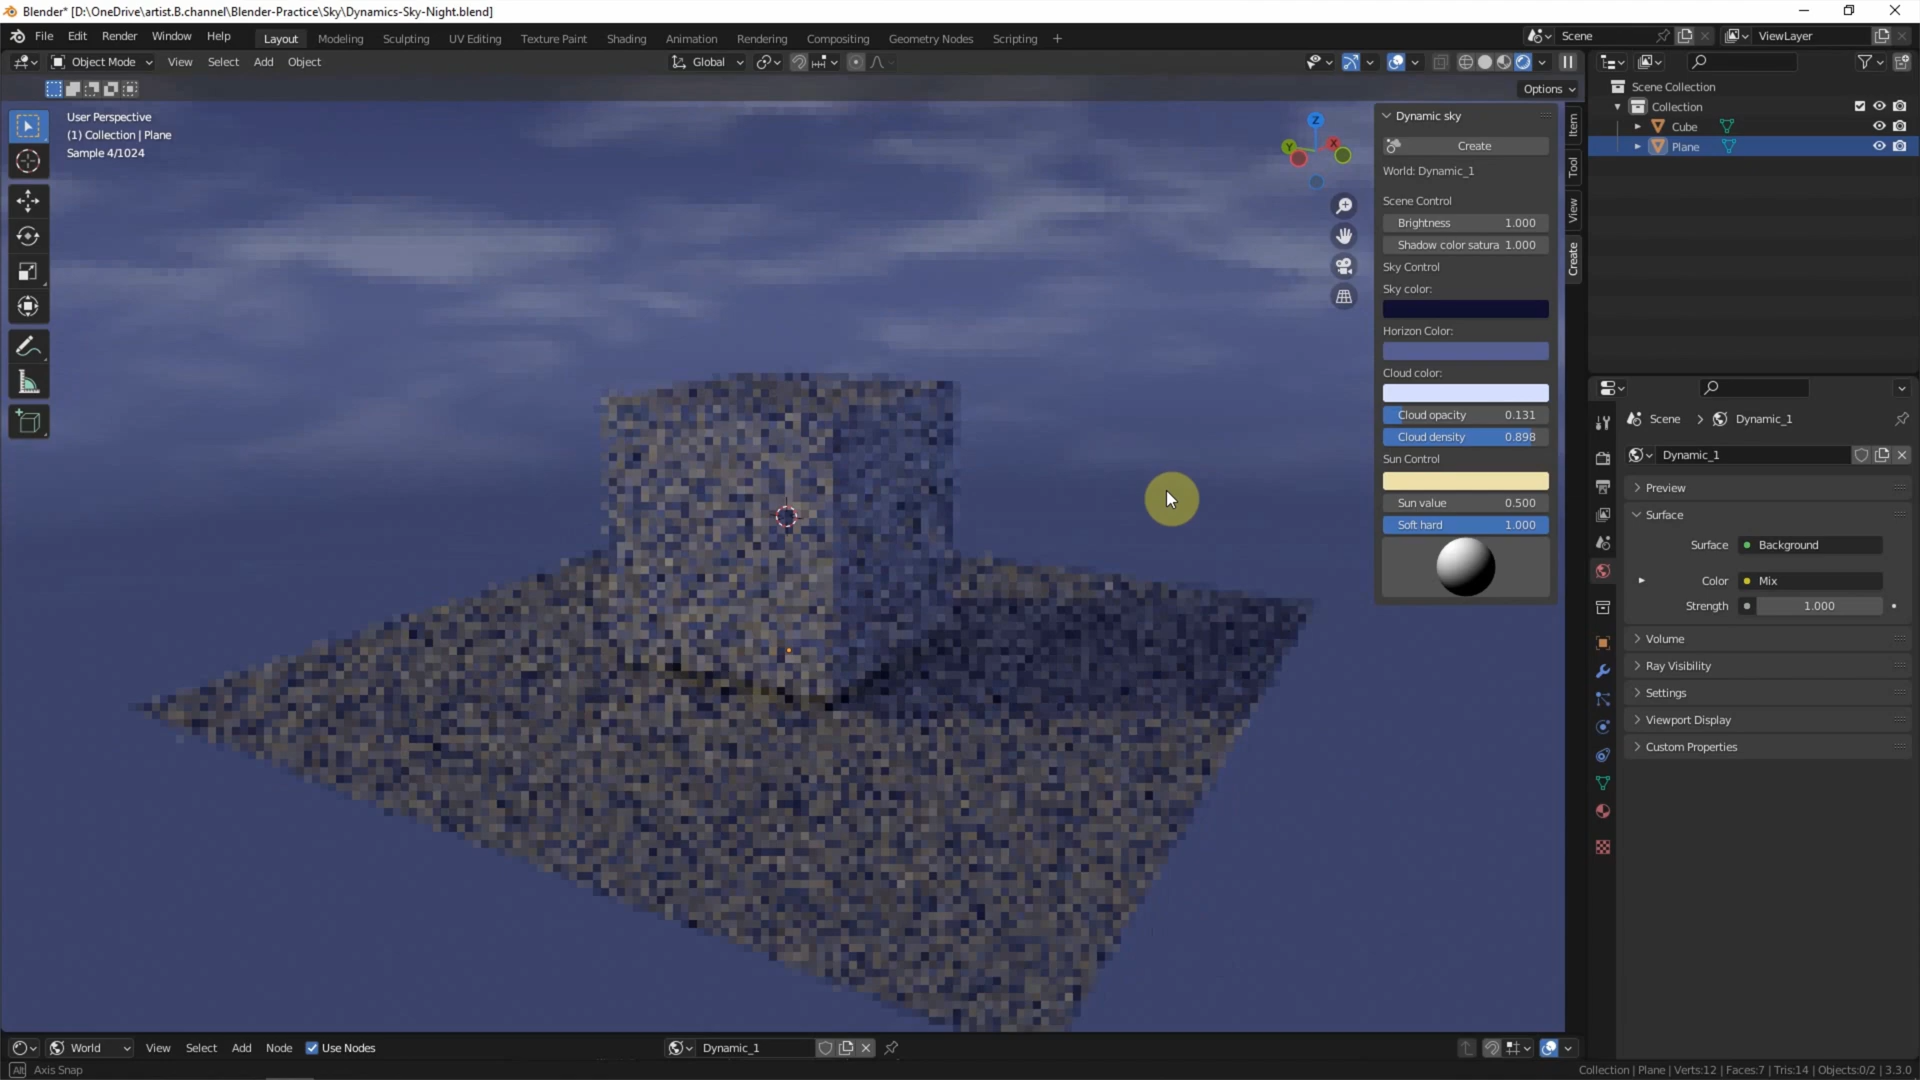 Blender* [D:\OneDrive\artist.B.channel\Blender-Practice\Sky\Dynamics-Sky-Night.blend]
File Edit Render Window Help Layout Modeling Sculpting UV Editing Texture Paint Shading Animation Rendering Compositing Geometry Nodes Scripting + Scene ViewLayer
Object Mode View Select Add Object Global
Options
User Perspective
(1) Collection | Plane
Sample 4/1024
Z
Y
X
Dynamic sky
Create
World: Dynamic_1
Scene Control
Brightness 1.000
Shadow color satura 1.000
Sky Control
Sky color:
Horizon Color:
Cloud color:
Cloud opacity 0.131
Cloud density 0.898
Sun Control
Sun value 0.500
Soft hard 1.000
Item
Tool
View
Create
Scene Collection
Collection
Cube
Plane
Scene > Dynamic_1
Dynamic_1
Preview
Surface
Surface Background
Color Mix
Strength 1.000
Volume
Ray Visibility
Settings
Viewport Display
Custom Properties
World View Select Add Node Use Nodes Dynamic_1
Alt Axis Snap
Collection | Plane | Verts:12 | Faces:7 | Tris:14 | Objects:0/2 | 3.3.0